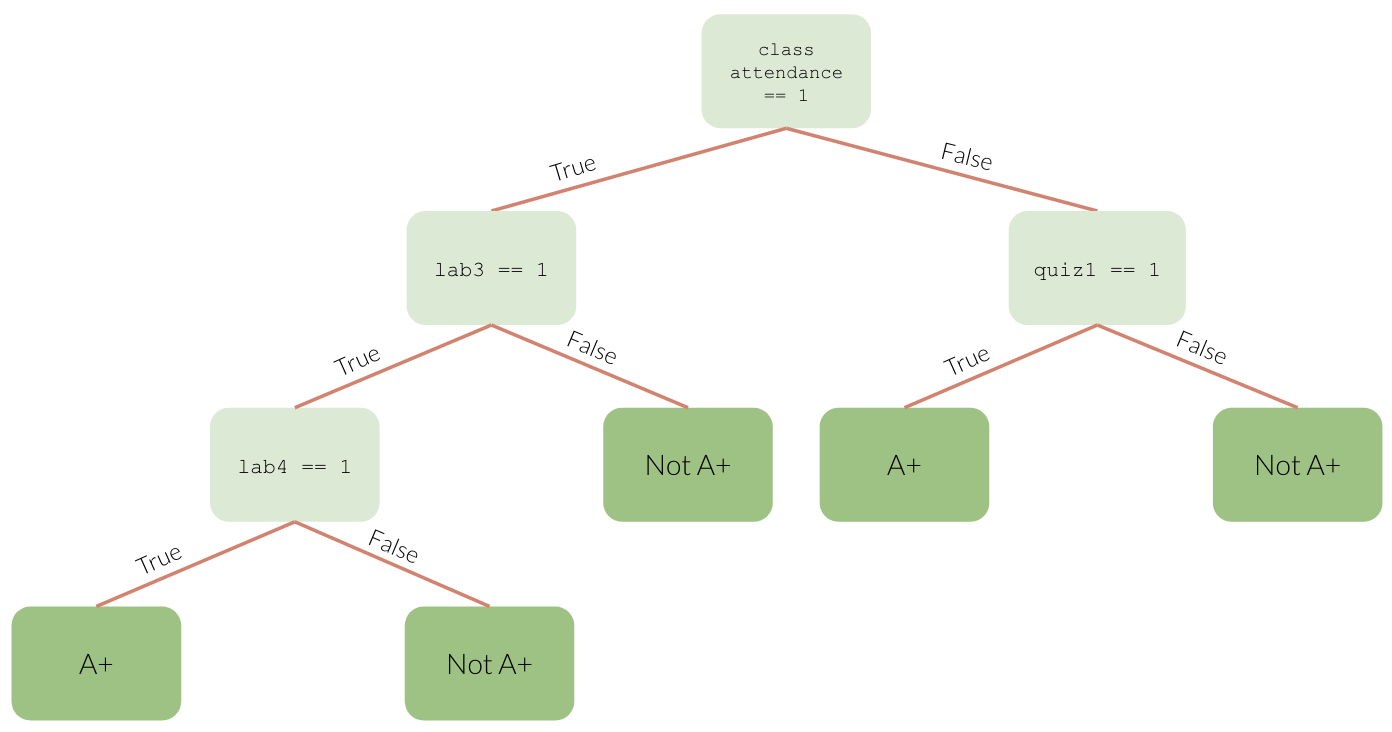 class
attendance
== 1
True
False
lab3 == 1
quiz1 == 1
True
False
True
False
lab4 == 1
Not A+
A+
Not A+
True
False
A+
Not A+